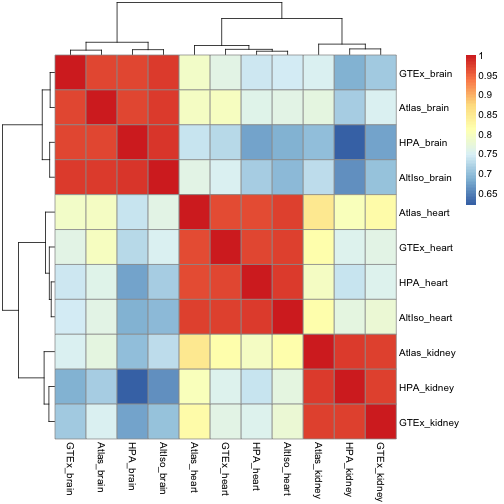 1
0.95
0.9
0.85
0.8
0.75
0.7
0.65
GTEx_brain
Atlas_brain
HPA_brain
AltIso_brain
Atlas_heart
GTEx_heart
HPA_heart
AltIso_heart
Atlas_kidney
HPA_kidney
GTEx_kidney
GTEx_brain
Atlas_brain
HPA_brain
AltIso_brain
Atlas_heart
GTEx_heart
HPA_heart
AltIso_heart
Atlas_kidney
HPA_kidney
GTEx_kidney